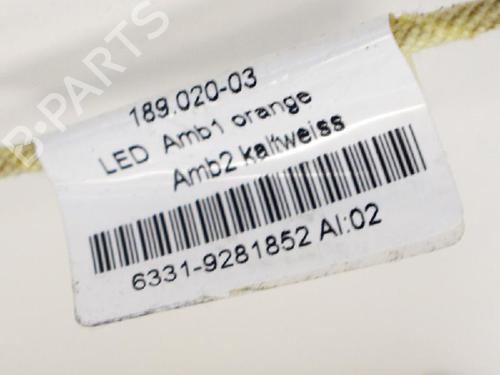 B-PARTS
189.020-03
LED Amb1 orange
Amb2 kaltweiss
6331-9281852 AI:02